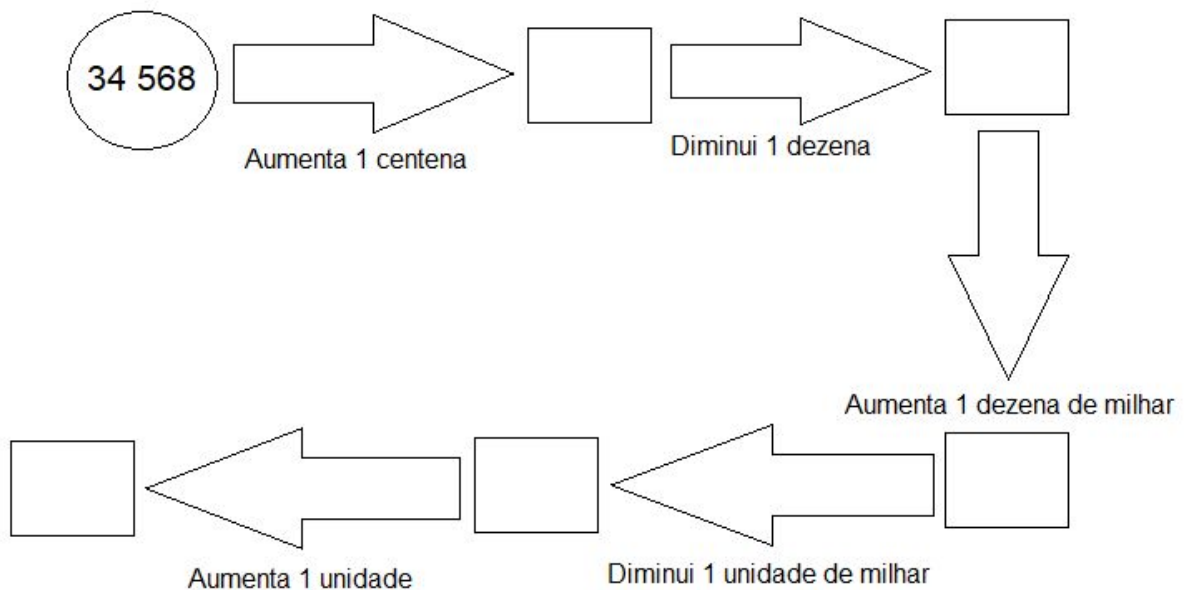 34 568
Aumenta 1 centena
Diminui 1 dezena
Aumenta 1 dezena de milhar
Diminui 1 unidade de milhar
Aumenta 1 unidade